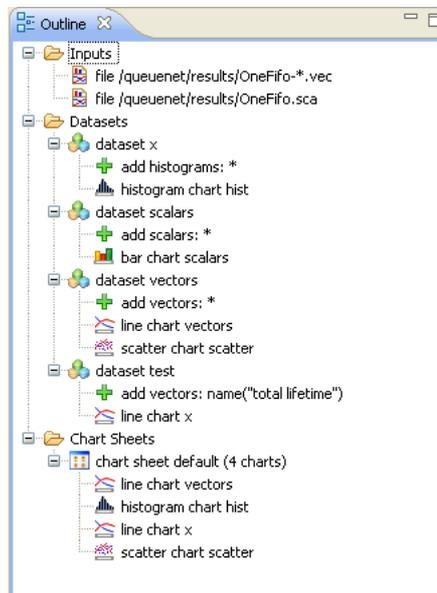 Outline
Inputs
file /queuenet/results/OneFifo-*.vec
file /queuenet/results/OneFifo.sca
Datasets
dataset x
add histograms: *
histogram chart hist
dataset scalars
add scalars: *
bar chart scalars
dataset vectors
add vectors: *
line chart vectors
scatter chart scatter
dataset test
add vectors: name("total lifetime")
line chart x
Chart Sheets
chart sheet default (4 charts)
line chart vectors
histogram chart hist
line chart x
scatter chart scatter